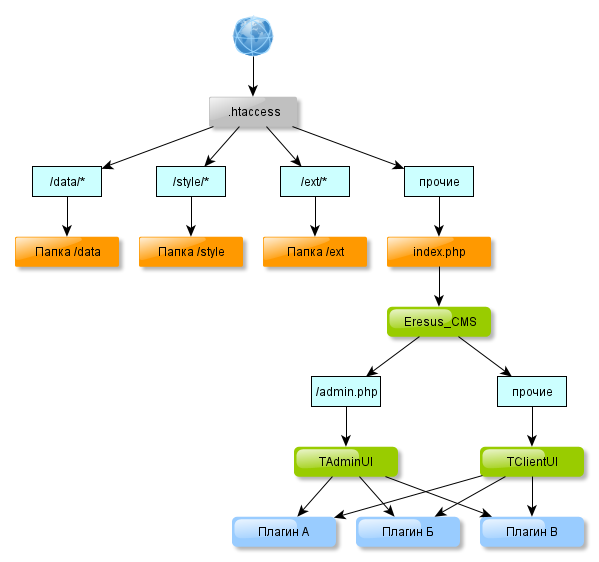 .htaccess
/data/*
/style/*
/ext/*
прочие
Папка /data
Папка /style
Папка /ext
index.php
Eresus_CMS
/admin.php
прочие
TAdminUI
TClientUI
Плагин А
Плагин Б
Плагин В